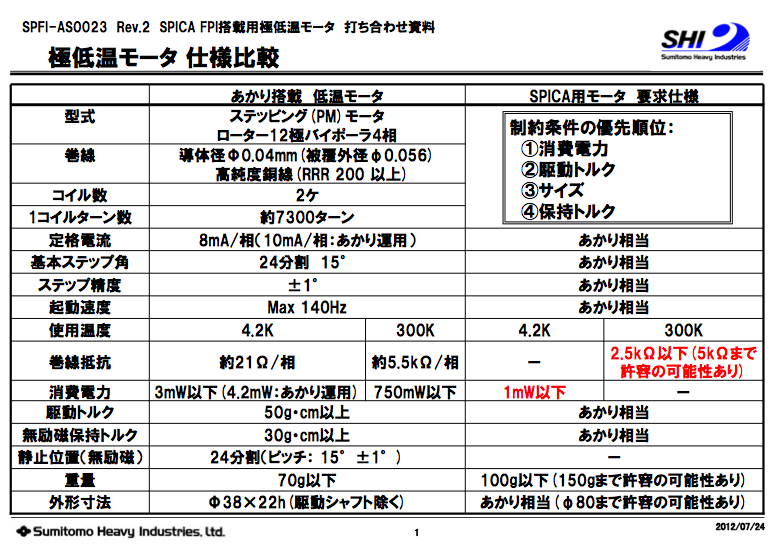 SPFI-AS0023 Rev.2 SPICA FPI搭載用極低温モータ 打ち合わせ資料
極低温モータ 仕様比較
SHI
Sumitomo Heavy Industries
あかり搭載 低温モータ SPICA用モータ 要求仕様
型式 ステッピング(PM)モータ
ローター12極バイポーラ4相
巻線 導体径Φ0.04mm(被覆外径φ0.056)
高純度銅線(RRR 200 以上)
コイル数 2ケ
1コイルターン数 約7300ターン
制約条件の優先順位:
①消費電力
②駆動トルク
③サイズ
④保持トルク
定格電流 8mA/相(10mA/相:あかり運用) あかり相当
基本ステップ角 24分割 15° あかり相当
ステップ精度 ±1° あかり相当
起動速度 Max 140Hz あかり相当
使用温度 4.2K 300K 4.2K 300K
巻線抵抗 約21Ω/相 約5.5kΩ/相 － 2.5kΩ以下(5kΩまで
許容の可能性あり)
消費電力 3mW以下(4.2mW:あかり運用) 750mW以下 1mW以下 －
駆動トルク 50g・cm以上 あかり相当
無励磁保持トルク 30g・cm以上 あかり相当
静止位置(無励磁) 24分割(ピッチ: 15° ±1°) －
重量 70g以下 100g以下(150gまで許容の可能性あり)
外形寸法 Φ38×22h(駆動シャフト除く) あかり相当(φ80まで許容の可能性あり)
Sumitomo Heavy Industries, Ltd.
1
2012/07/24